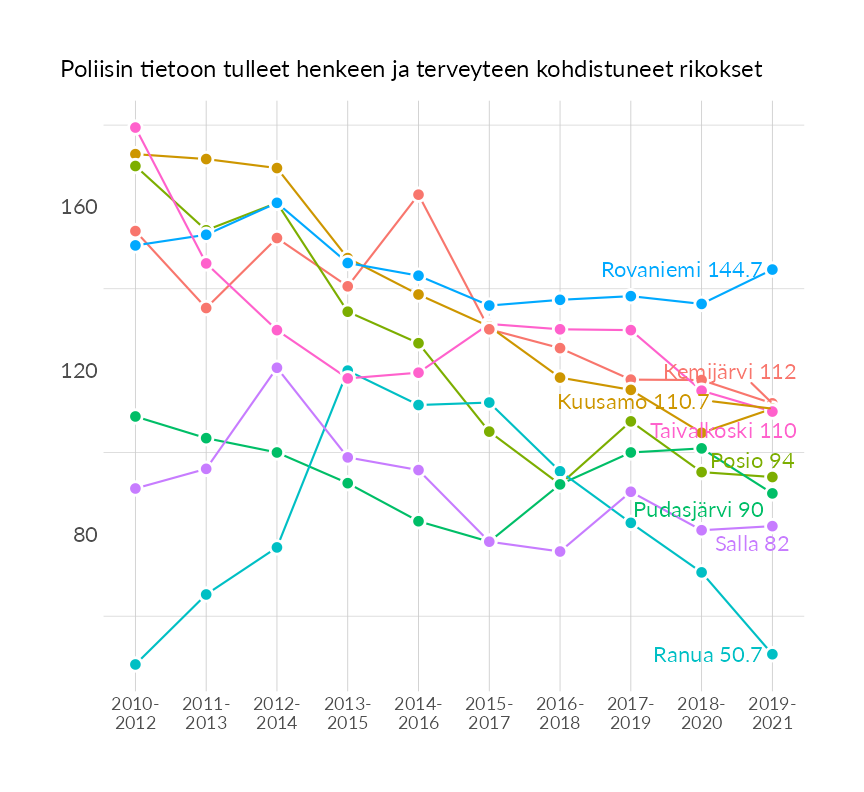 Poliisin tietoon tulleet henkeen ja terveyteen kohdistuneet rikokset
160
120
80
Rovaniemi 144.7
Kemijärvi 112
Kuusamo 110.7
Taivalkoski 110
Posio 94
Pudasjärvi 90
Salla 82
Ranua 50.7
2010- 2011- 2012- 2013- 2014- 2015- 2016- 2017- 2018- 2019-
2012 2013 2014 2015 2016 2017 2018 2019 2020 2021